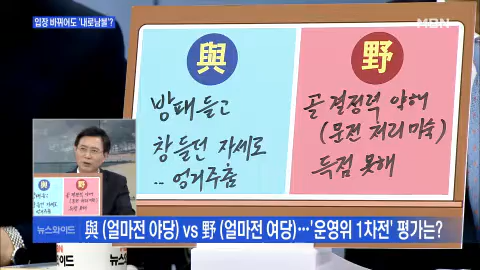 입장 바뀌어도 '내로남불'?
MBN
與
방패 들고
창 들던 자세로
.. 엉거주춤
野
골 결정력 약해
(문전 처리 미숙)
득점 못해
뉴스와이드
與 (얼마전 야당) vs 野 (얼마전 여당)…'운영위 1차전' 평가는?